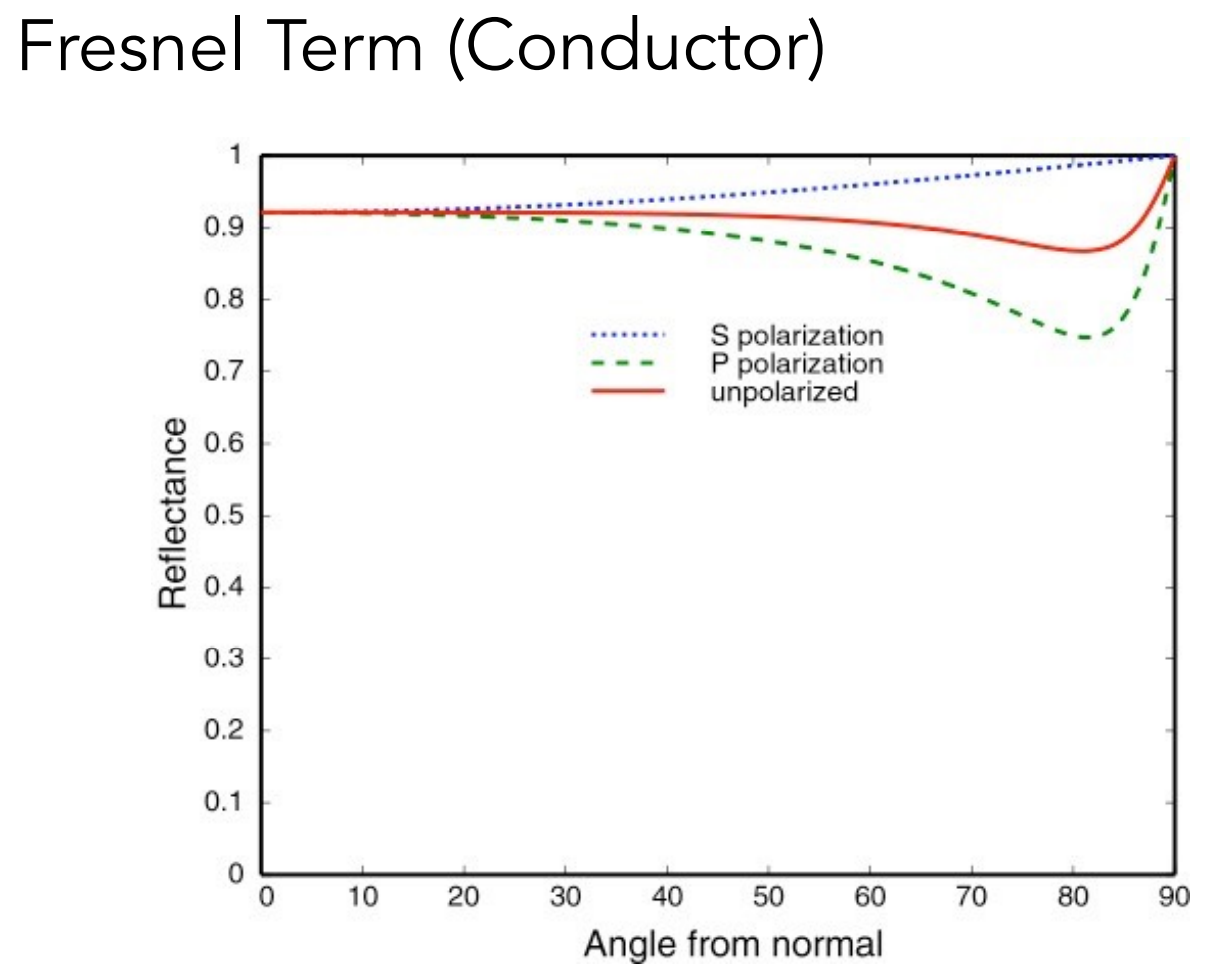 Fresnel Term (Conductor)
1
0.9
0.8
S polarization
P polarization
0.7
unpolarized
0.6
0.5
0.4
0.3
0.2
0.1
0
Reflectance
0 10 20 30 40 50 60 70 80 90
Angle from normal